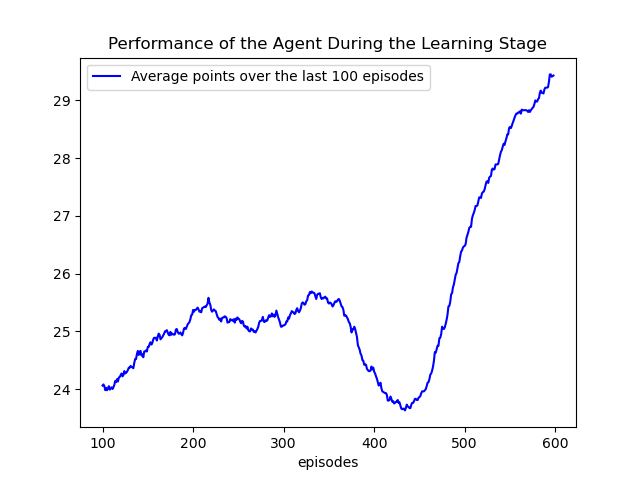 Performance of the Agent During the Learning Stage
Average points over the last 100 episodes
29
28
27
26
25
24
100 200 300 400 500 600
episodes